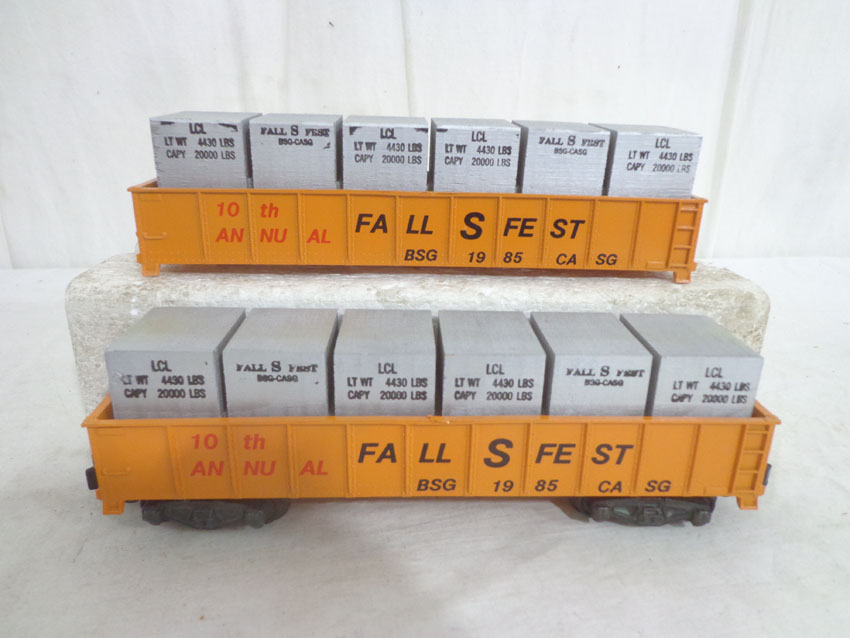 LCL
LT WT 4430 LBS
CAPY 20000 LBS
FALL S FEST
BSG-CASG
LCL
LT WT 4430 LBS
CAPY 20000 LBS
LCL
LT WT 4430 LBS
CAPY 20000 LBS
FALL S FEST
BSG-CASG
LCL
LT WT 4430 LBS
CAPY 20000 LBS
10 th
AN NU AL
FA LL S FE ST
BSG 19 85 CA SG
LCL
LT WT 4430 LBS
CAPY 20000 LBS
FALL S FEST
BSG-CASG
LCL
LT WT 4430 LBS
CAPY 20000 LBS
LCL
LT WT 4430 LBS
CAPY 20000 LBS
FALL S FEST
BSG-CASG
LCL
LT WT 4430 LBS
CAPY 20000 LBS
10 th
AN NU AL
FA LL S FE ST
BSG 19 85 CA SG